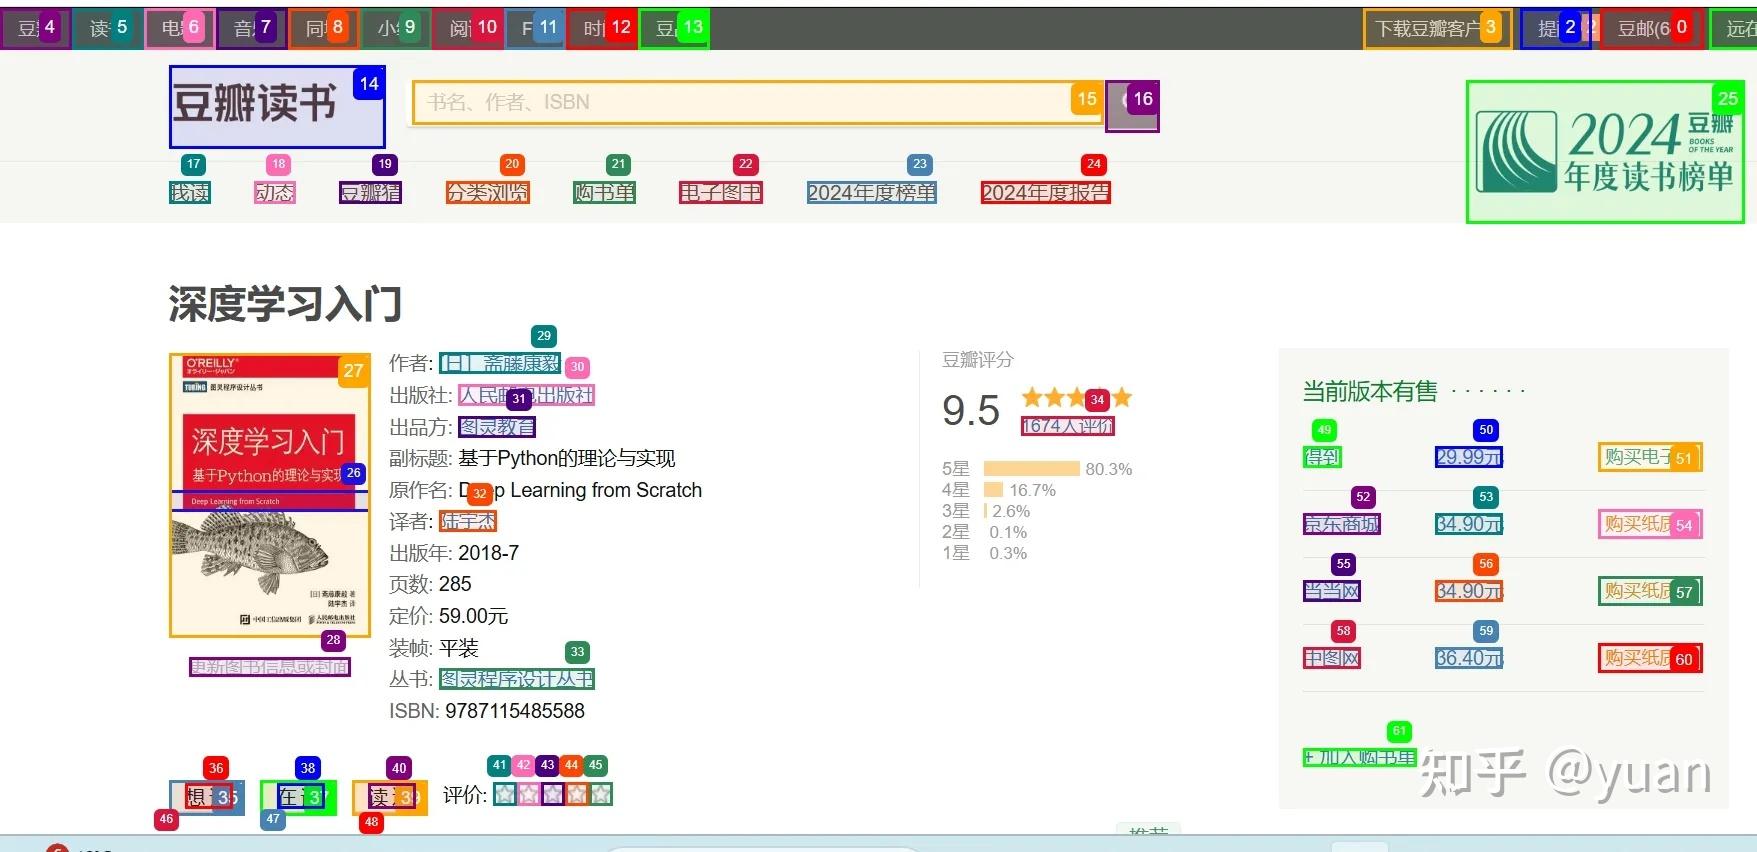 4 5 6 7 8 9 10 11 12 13
下载豆瓣客户 3
2
豆邮(6 0
豆瓣读书 14
书名、作者、ISBN 15
16
25
2024 豆瓣
BOOKS OF THE YEAR
年度读书榜单
17 18 19 20 21 22 23 24
我读 动态 豆瓣猜 分类浏览 购书单 电子图书 2024年度榜单 2024年度报告
深度学习入门
O'REILLY
オライリー・ジャパン
27
TURING 图灵程序设计丛书
深度学习入门
基于Python的理论与实现
26
Deep Learning from Scratch
[日] 斋藤康毅 著
陆宇杰 译
中国工信出版集团 人民邮电出版社
28
更新图书信息或封面
29
作者: [日] 斋藤康毅
30
出版社: 人民邮电出版社
31
出品方: 图灵教育
副标题: 基于Python的理论与实现
原作名: Deep Learning from Scratch
32
译者: 陆宇杰
出版年: 2018-7
页数: 285
定价: 59.00元
装帧: 平装
33
丛书: 图灵程序设计丛书
ISBN: 9787115485588
豆瓣评分
9.5
34
1674人评价
5星 80.3%
4星 16.7%
3星 2.6%
2星 0.1%
1星 0.3%
当前版本有售 · · · · · ·
49 50
得到 29.99元 购买电子 51
52 53
京东商城 34.90元 购买纸质 54
55 56
当当网 34.90元 购买纸质 57
58 59
中图网 36.40元 购买纸质 60
61
+ 加入购书单
36 38 40 41 42 43 44 45
想 35 在 37 读 39 评价:
46 47 48
推荐
知乎 @yuan